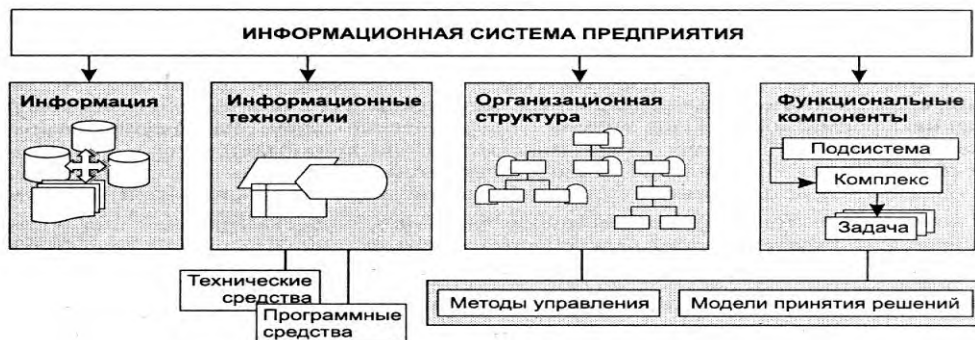 ИНФОРМАЦИОННАЯ СИСТЕМА ПРЕДПРИЯТИЯ
Информация
Информационные
технологии
Организационная
структура
Функциональные
компоненты
Подсистема
Комплекс
Задача
Технические
средства
Программные
средства
Методы управления
Модели принятия решений